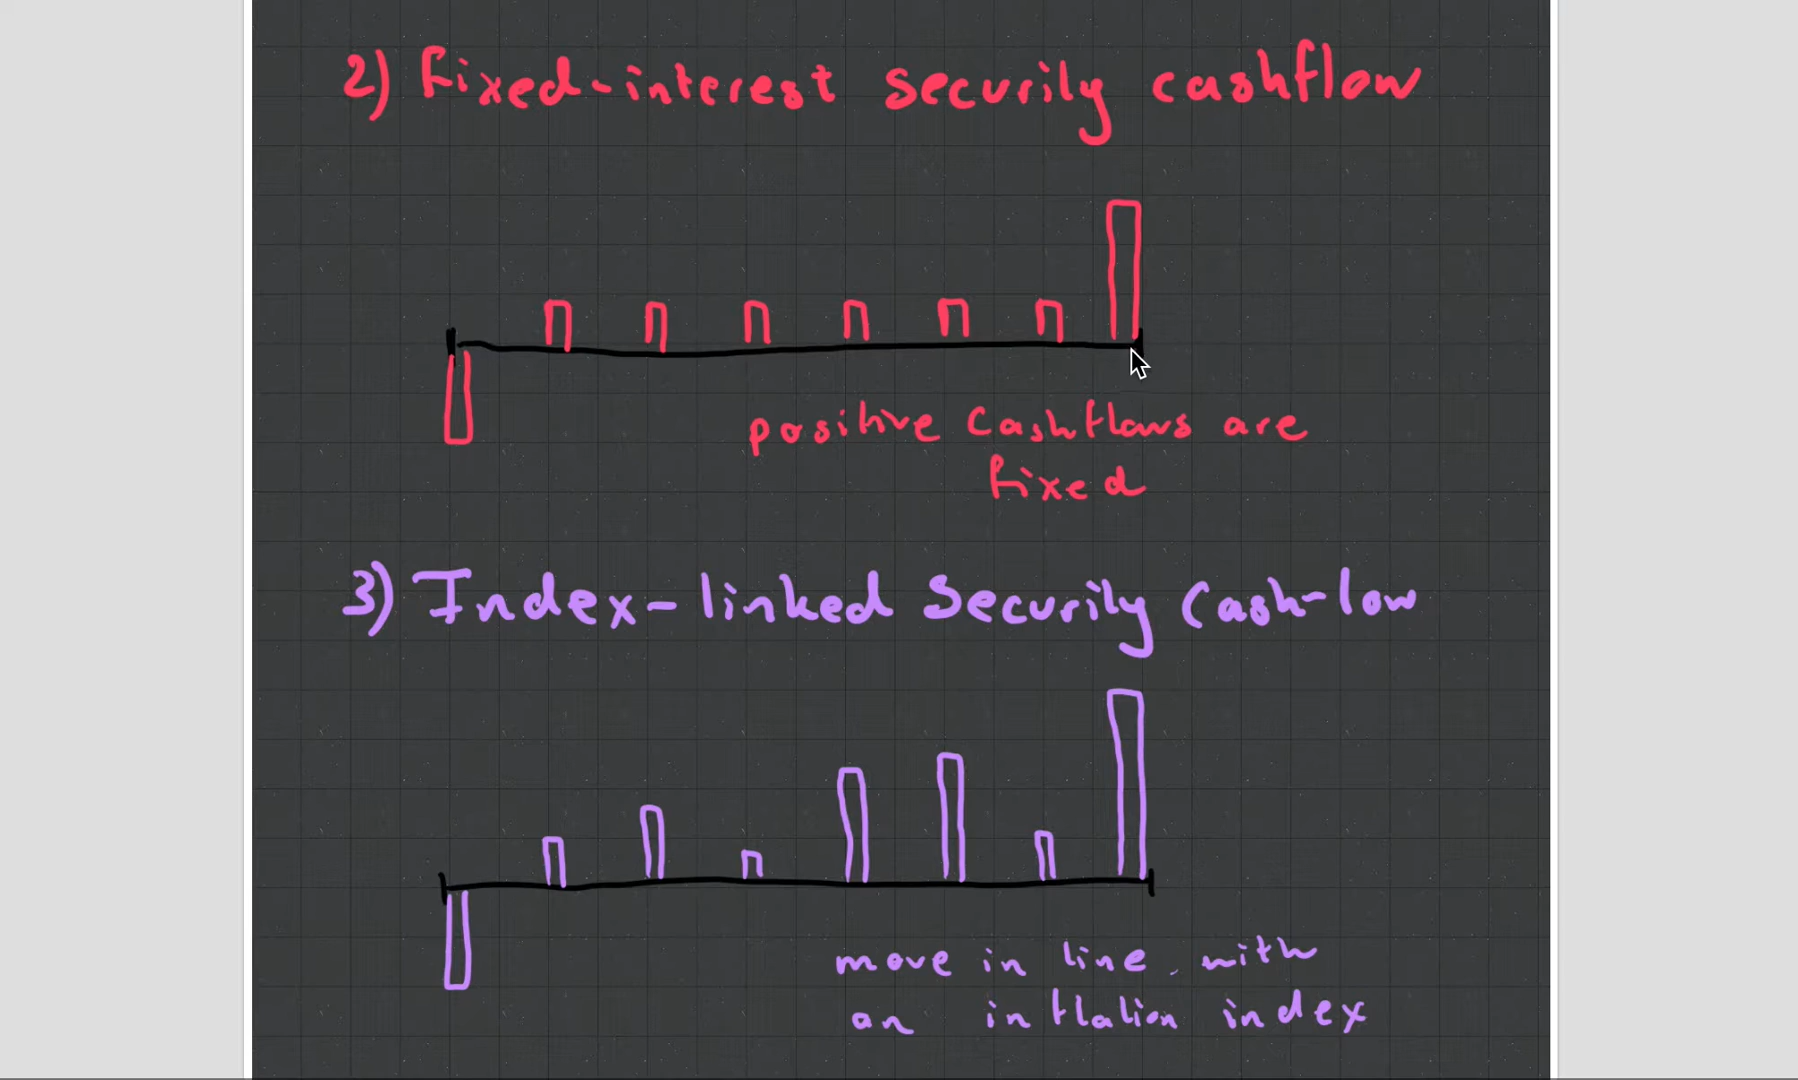 2) Fixed-interest security cashflow
positive Cashflows are
fixed
3) Index-linked Security Cash-low
move in line with
an inflation index